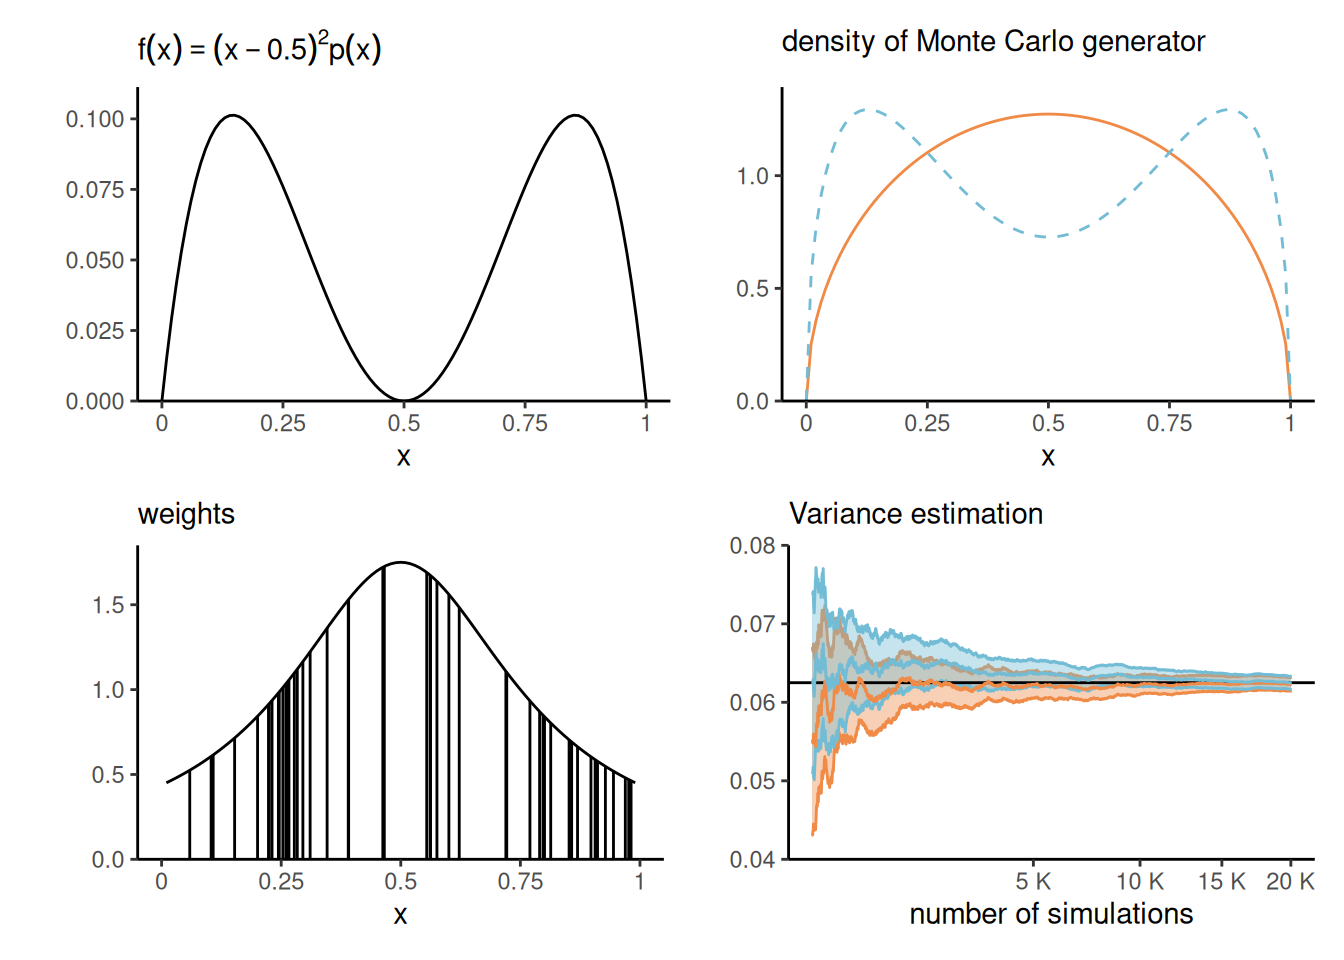 f(x) = (x − 0.5)²p(x)
0.100
0.075
0.050
0.025
0.000
0 0.25 0.5 0.75 1
x
density of Monte Carlo generator
1.0
0.5
0.0
0 0.25 0.5 0.75 1
x
weights
1.5
1.0
0.5
0.0
0 0.25 0.5 0.75 1
x
Variance estimation
0.08
0.07
0.06
0.05
0.04
5 K 10 K 15 K 20 K
number of simulations